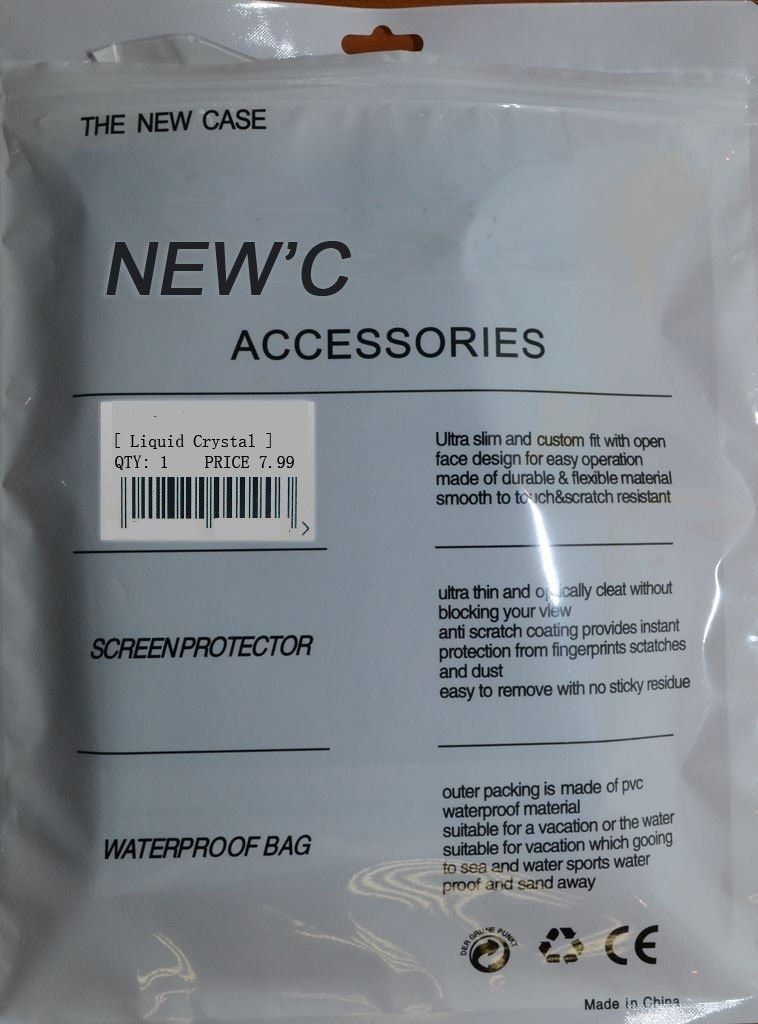 THE NEW CASE
NEW'C
ACCESSORIES
[ Liquid Crystal ]
QTY: 1 PRICE 7.99
Ultra slim and custom fit with open
face design for easy operation
made of durable & flexible material
smooth to touch&scratch resistant
SCREENPROTECTOR
ultra thin and optically cleat without
blocking your view
anti scratch coating provides instant
protection from fingerprints sctatches
and dust
easy to remove with no sticky residue
WATERPROOF BAG
outer packing is made of pvc
waterproof material
suitable for a vacation or the water
suitable for vacation which gooing
to sea and water sports water
proof and sand away
DER GRÜNE PUNKT
CE
Made in China